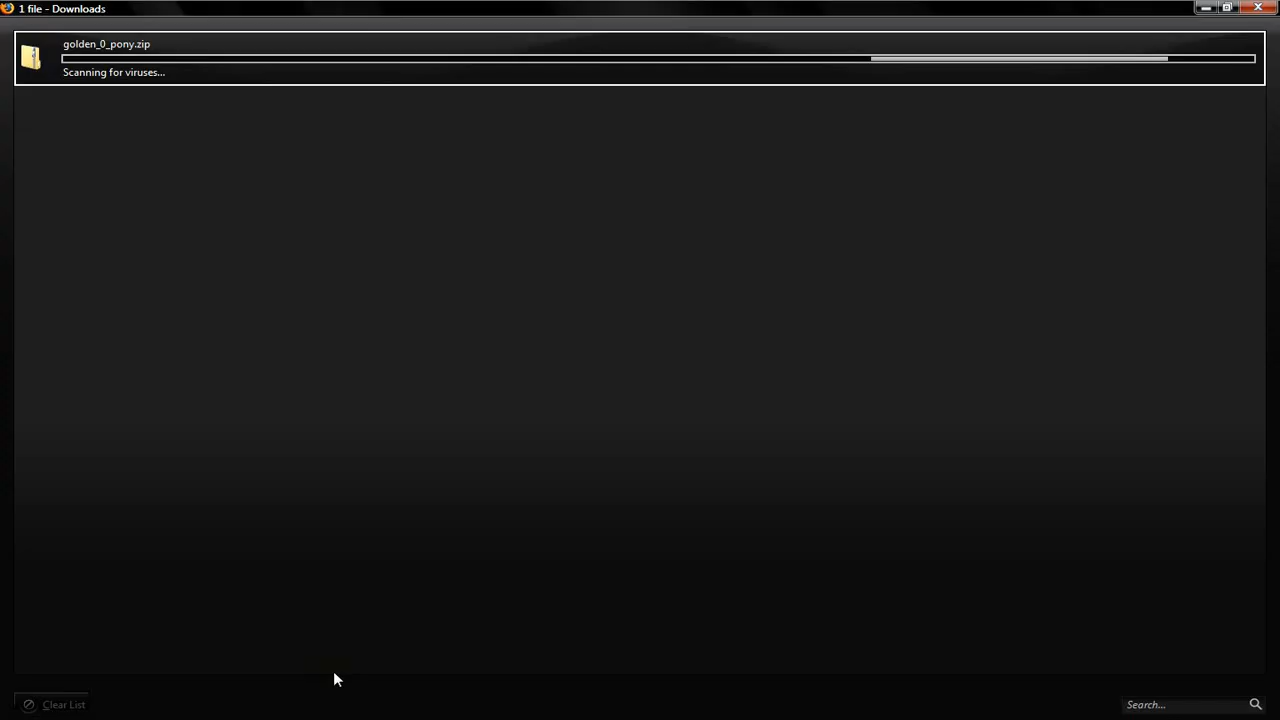 1 file - Downloads
golden_0_pony.zip
Scanning for viruses...
Clear List
Search...